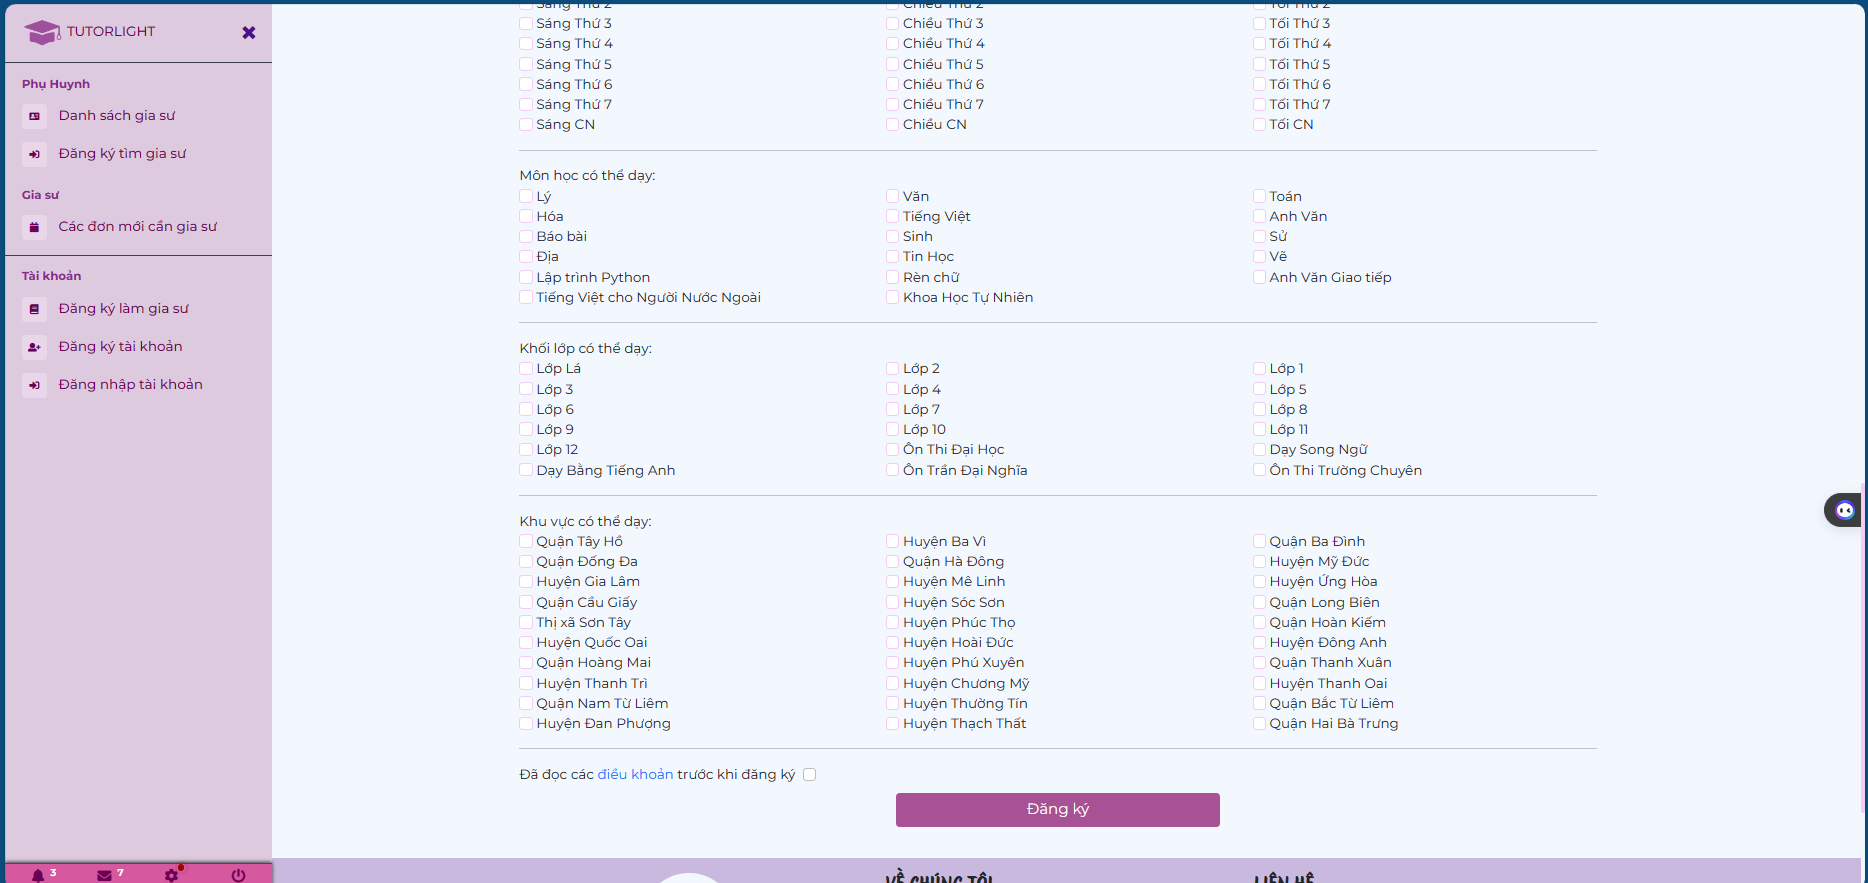 TUTORLIGHT
Phụ Huynh
Danh sách gia sư
Đăng ký tìm gia sư
Gia sư
Các đơn mới cần gia sư
Tài khoản
Đăng ký làm gia sư
Đăng ký tài khoản
Đăng nhập tài khoản
3 7
Sáng Thứ 2 Chiều Thứ 2 Tối Thứ 2
Sáng Thứ 3 Chiều Thứ 3 Tối Thứ 3
Sáng Thứ 4 Chiều Thứ 4 Tối Thứ 4
Sáng Thứ 5 Chiều Thứ 5 Tối Thứ 5
Sáng Thứ 6 Chiều Thứ 6 Tối Thứ 6
Sáng Thứ 7 Chiều Thứ 7 Tối Thứ 7
Sáng CN Chiều CN Tối CN
Môn học có thể dạy:
Lý Văn Toán
Hóa Tiếng Việt Anh Văn
Báo bài Sinh Sử
Địa Tin Học Vẽ
Lập trình Python Rèn chữ Anh Văn Giao tiếp
Tiếng Việt cho Người Nước Ngoài Khoa Học Tự Nhiên
Khối lớp có thể dạy:
Lớp Lá Lớp 2 Lớp 1
Lớp 3 Lớp 4 Lớp 5
Lớp 6 Lớp 7 Lớp 8
Lớp 9 Lớp 10 Lớp 11
Lớp 12 Ôn Thi Đại Học Dạy Song Ngữ
Dạy Bằng Tiếng Anh Ôn Trần Đại Nghĩa Ôn Thi Trường Chuyên
Khu vực có thể dạy:
Quận Tây Hồ Huyện Ba Vì Quận Ba Đình
Quận Đống Đa Quận Hà Đông Huyện Mỹ Đức
Huyện Gia Lâm Huyện Mê Linh Huyện Ứng Hòa
Quận Cầu Giấy Huyện Sóc Sơn Quận Long Biên
Thị xã Sơn Tây Huyện Phúc Thọ Quận Hoàn Kiếm
Huyện Quốc Oai Huyện Hoài Đức Huyện Đông Anh
Quận Hoàng Mai Huyện Phú Xuyên Quận Thanh Xuân
Huyện Thanh Trì Huyện Chương Mỹ Huyện Thanh Oai
Quận Nam Từ Liêm Huyện Thường Tín Quận Bắc Từ Liêm
Huyện Đan Phượng Huyện Thạch Thất Quận Hai Bà Trưng
Đã đọc các điều khoản trước khi đăng ký
Đăng ký
VỀ CHÚNG TÔI LIÊN HỆ